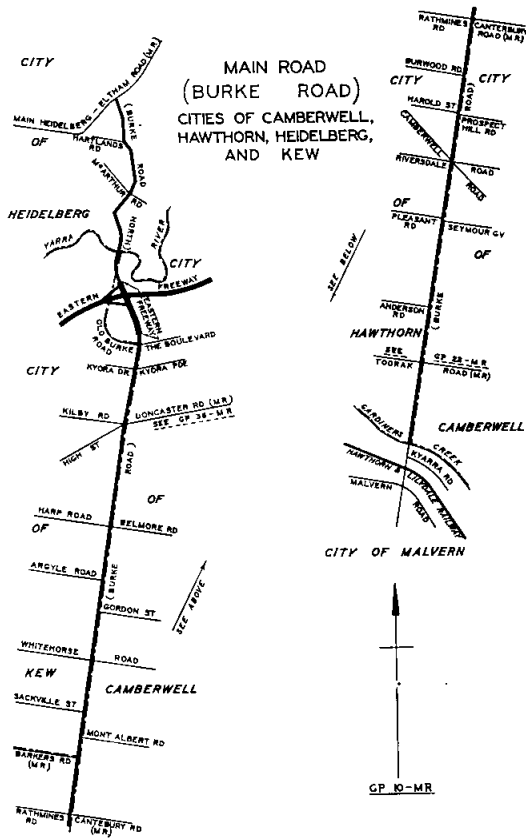 MAIN ROAD
(BURKE ROAD)
CITIES OF CAMBERWELL,
HAWTHORN, HEIDELBERG,
AND KEW
CITY
MAIN HEIDELBERG - ELTHAM ROAD (M.R)
(BURKE
OF
HARTLANDS
RD
ROAD
McARTHUR RD
HEIDELBERG
NORTH)
YARRA
RIVER
CITY
EASTERN
FREEWAY
EASTERN
FREEWAY
OLD BURKE
ROAD
THE BOULEVARD
CITY
KYORA DR
KYORA PDE
KILBY RD
DONCASTER RD (M.R)
SEE GP 38-M R
HIGH ST
ROAD)
OF
HARP ROAD
BELMORE RD
OF
ARGYLE ROAD
(BURKE
GORDON ST
SEE ABOVE
WHITEHORSE
ROAD
KEW
CAMBERWELL
SACKVILLE ST
MONT ALBERT RD
BARKERS RD
(M R)
RATHMINES
RD
CANTEBURY RD
(M.R)
RATHMINES
RD
CANTERBURY
ROAD (M.R)
BURWOOD RD
CITY
CITY
ROAD)
HAROLD ST
PROSPECT
HILL RD
CAMBERWELL
ROAD
RIVERSDALE
ROAD
OF
PLEASANT
RD
SEYMOUR GV
OF
SEE BELOW
ANDERSON
RD
(BURKE
HAWTHORN
SEE
GP 22-M R
TOORAK
ROAD (M.R)
CAMBERWELL
GARDINERS
CREEK
KYARRA RD
HAWTHORN & LILYDALE RAILWAY
MALVERN
ROAD
CITY OF MALVERN
GP 10-MR